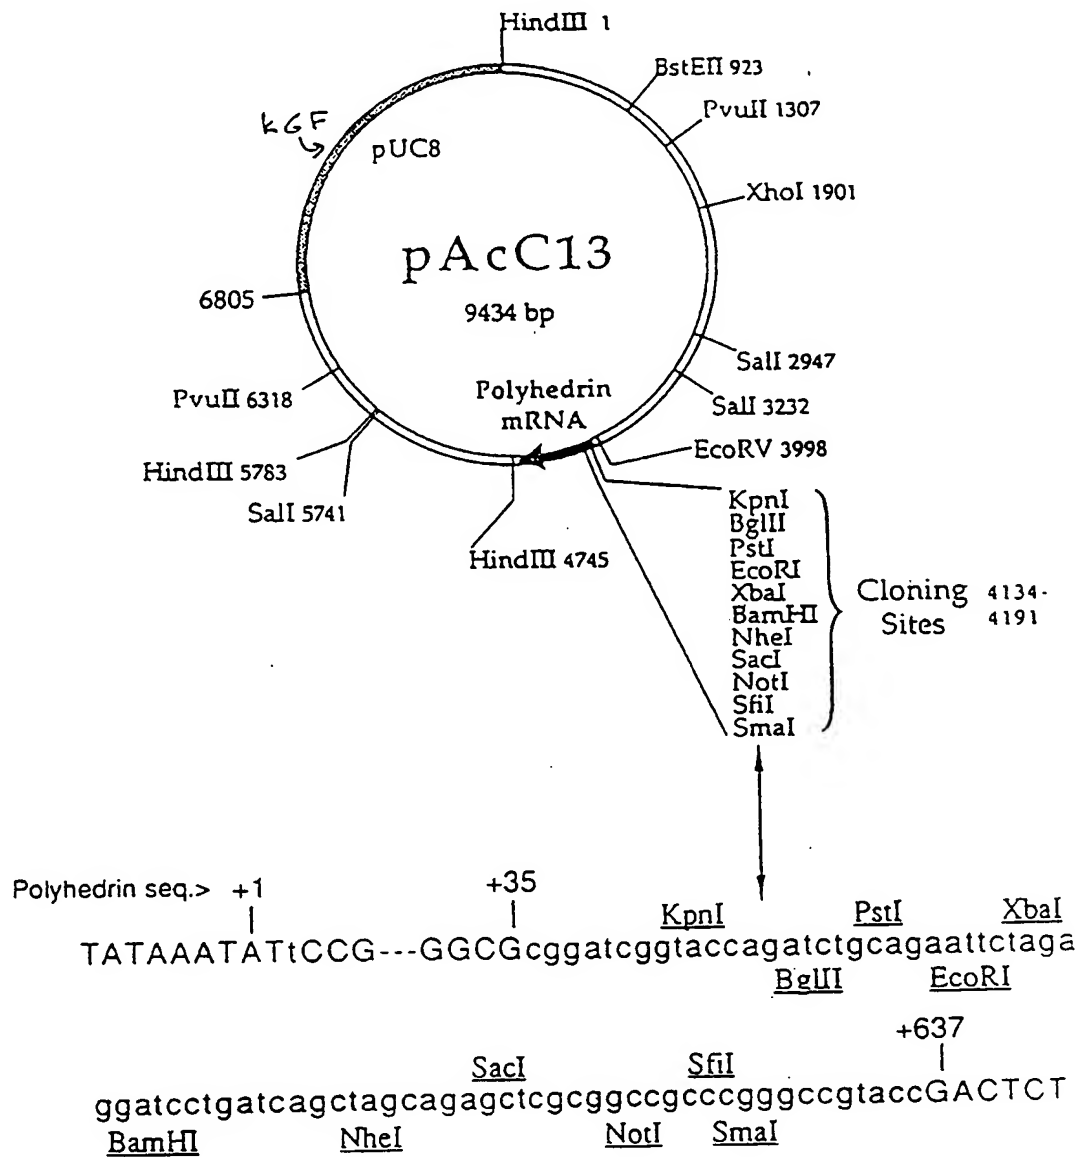 HindIII 1
BstEII 923
PvuII 1307
KGF
pUC8
XhoI 1901
pAcC13
9434 bp
6805
SalI 2947
PvuII 6318
Polyhedrin
mRNA
SalI 3232
EcoRV 3998
HindIII 5783
SalI 5741
HindIII 4745
KpnI
BglII
PstI
EcoRI
XbaI
BamHI
NheI
SacI
NotI
SfiI
SmaI
Cloning
Sites
4134-
4191
Polyhedrin seq.> +1
+35
KpnI PstI XbaI
TATAAATATtCCG---GGCGcggatcggtaccagatctgcagaattctaga
BglII EcoRI
+637
SacI SfiI
ggatcctgatcagctagcagagctcgcggccgcccgggccgtaccGACTCT
BamHI NheI NotI SmaI